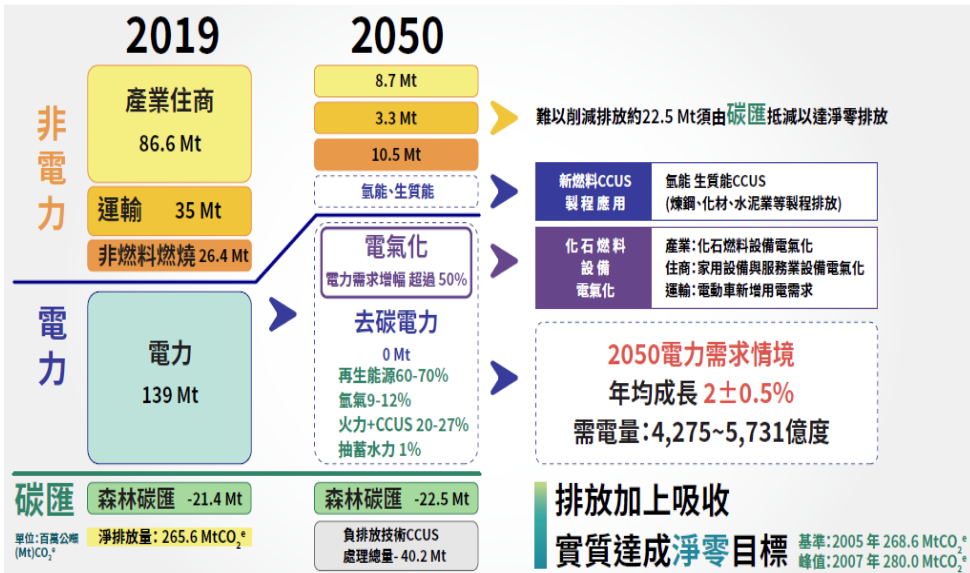 2019
2050
非電力
產業住商
86.6 Mt
運輸 35 Mt
非燃料燃燒 26.4 Mt
8.7 Mt
3.3 Mt
10.5 Mt
氫能、生質能
難以削減排放約22.5 Mt須由碳匯抵減以達淨零排放
新燃料CCUS
製程應用
氫能 生質能CCUS
(煉鋼、化材、水泥業等製程排放)
電氣化
電力需求增幅 超過 50%
化石燃料
設備
電氣化
產業：化石燃料設備電氣化
住商：家用設備與服務業設備電氣化
運輸：電動車新增用電需求
電力
電力
139 Mt
去碳電力
0 Mt
再生能源60-70%
氫氣9-12%
火力+CCUS 20-27%
抽蓄水力 1%
2050電力需求情境
年均成長 2±0.5%
需電量：4,275~5,731億度
碳匯
單位：百萬公噸
(Mt)CO₂ᵉ
森林碳匯 -21.4 Mt
淨排放量：265.6 MtCO₂ᵉ
森林碳匯 -22.5 Mt
負排放技術CCUS
處理總量- 40.2 Mt
排放加上吸收
實質達成淨零目標
基準：2005 年 268.6 MtCO₂ᵉ
峰值：2007 年 280.0 MtCO₂ᵉ